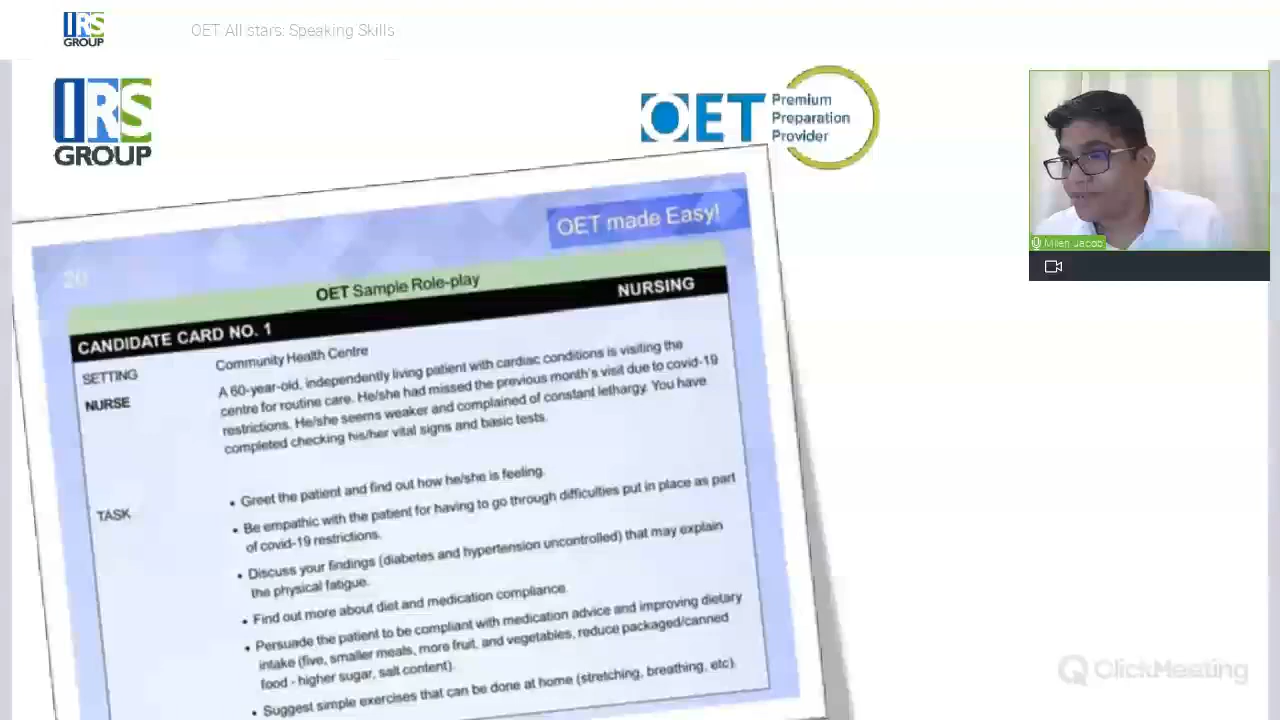 IRS
GROUP
OET All stars: Speaking Skills
IRS
GROUP
OET Premium
Preparation
Provider
Milen Jacob
OET made Easy!
20
OET Sample Role-play
CANDIDATE CARD NO. 1
NURSING
SETTING
Community Health Centre
NURSE
A 60-year-old, independently living patient with cardiac conditions is visiting the
centre for routine care. He/she had missed the previous month's visit due to covid-19
restrictions. He/she seems weaker and complained of constant lethargy. You have
completed checking his/her vital signs and basic tests.
TASK
• Greet the patient and find out how he/she is feeling.
• Be empathic with the patient for having to go through difficulties put in place as part
of covid-19 restrictions.
• Discuss your findings (diabetes and hypertension uncontrolled) that may explain
the physical fatigue.
• Find out more about diet and medication compliance.
• Persuade the patient to be compliant with medication advice and improving dietary
intake (five, smaller meals, more fruit, and vegetables, reduce packaged/canned
food - higher sugar, salt content).
• Suggest simple exercises that can be done at home (stretching, breathing, etc).
ClickMeeting